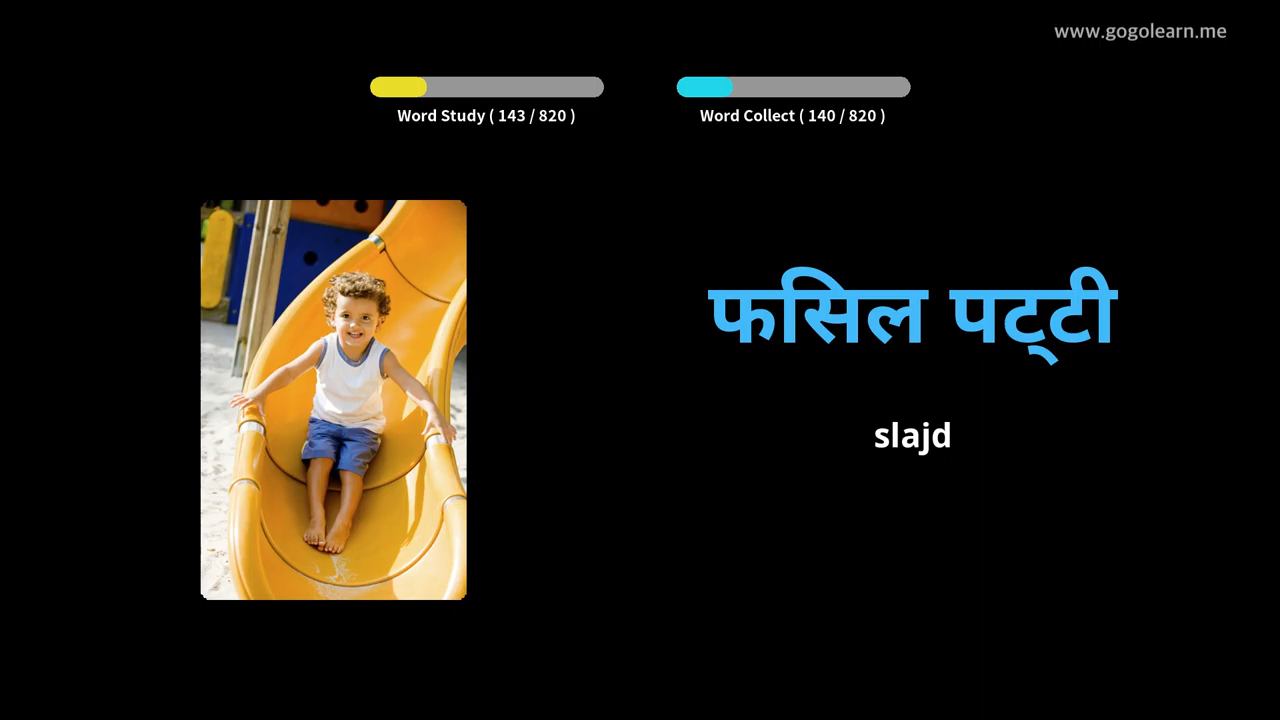 www.gogolearn.me
Word Study ( 143 / 820 )
Word Collect ( 140 / 820 )
फसिल पट्टी
slajd